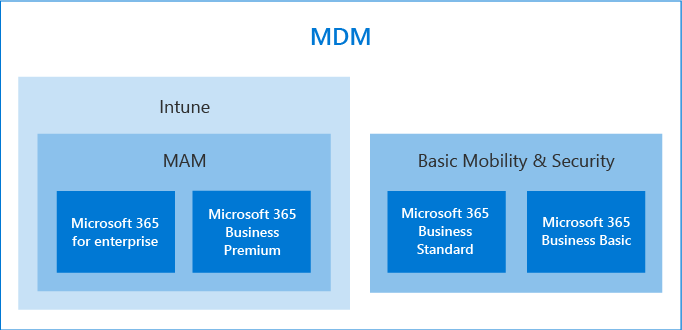 MDM
Intune
MAM
Microsoft 365
for enterprise
Microsoft 365
Business
Premium
Basic Mobility & Security
Microsoft 365
Business
Standard
Microsoft 365
Business Basic